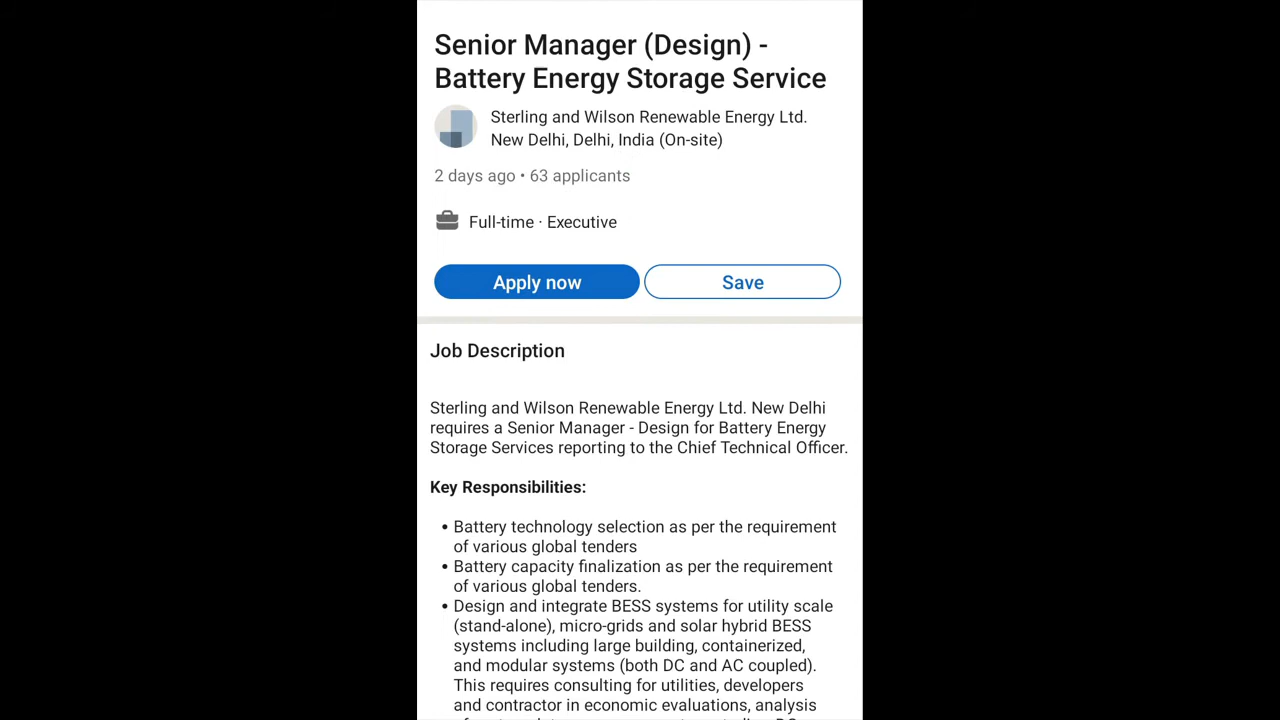 Senior Manager (Design) -
Battery Energy Storage Service
Sterling and Wilson Renewable Energy Ltd.
New Delhi, Delhi, India (On-site)
2 days ago • 63 applicants
Full-time · Executive
Apply now
Save
Job Description
Sterling and Wilson Renewable Energy Ltd. New Delhi
requires a Senior Manager - Design for Battery Energy
Storage Services reporting to the Chief Technical Officer.
Key Responsibilities:
• Battery technology selection as per the requirement
of various global tenders
• Battery capacity finalization as per the requirement
of various global tenders.
• Design and integrate BESS systems for utility scale
(stand-alone), micro-grids and solar hybrid BESS
systems including large building, containerized,
and modular systems (both DC and AC coupled).
This requires consulting for utilities, developers
and contractor in economic evaluations, analysis